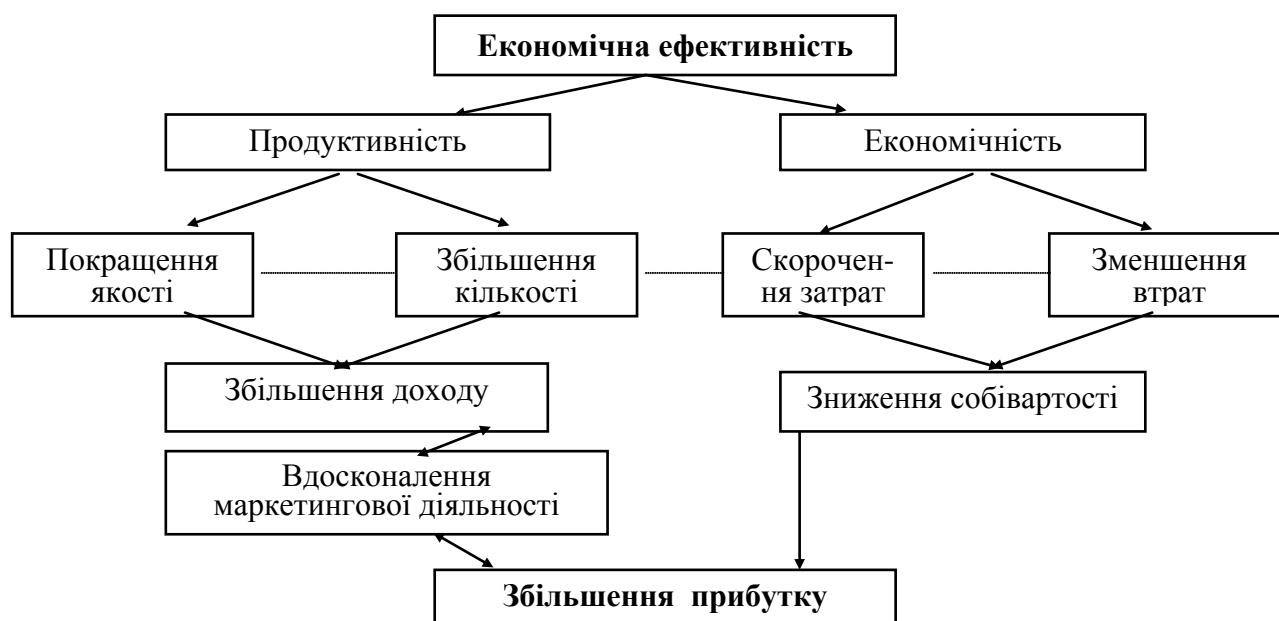 Економічна ефективність
Продуктивність
Економічність
Покращення
якості
Збільшення
кількості
Скорочен-
ня затрат
Зменшення
втрат
Збільшення доходу
Зниження собівартості
Вдосконалення
маркетингової діяльності
Збільшення прибутку